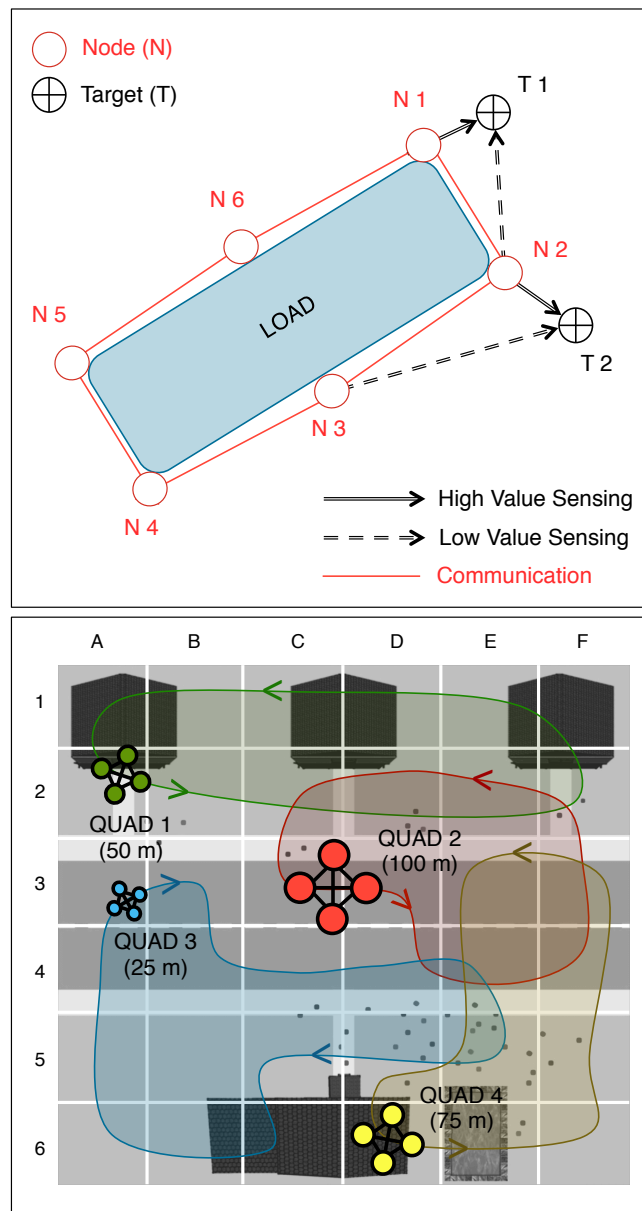 Node (N)
Target (T)
T 1
N 1
N 6
N 2
LOAD
N 5
T 2
N 3
N 4
High Value Sensing
Low Value Sensing
Communication
A B C D E F
1
2
QUAD 1
(50 m)
QUAD 2
(100 m)
3
QUAD 3
(25 m)
4
5
QUAD 4
(75 m)
6